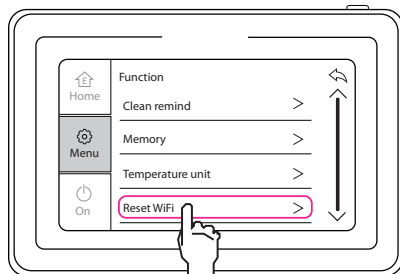 E
Home
Menu
On
Function
Clean remind
Memory
Temperature unit
Reset WiFi